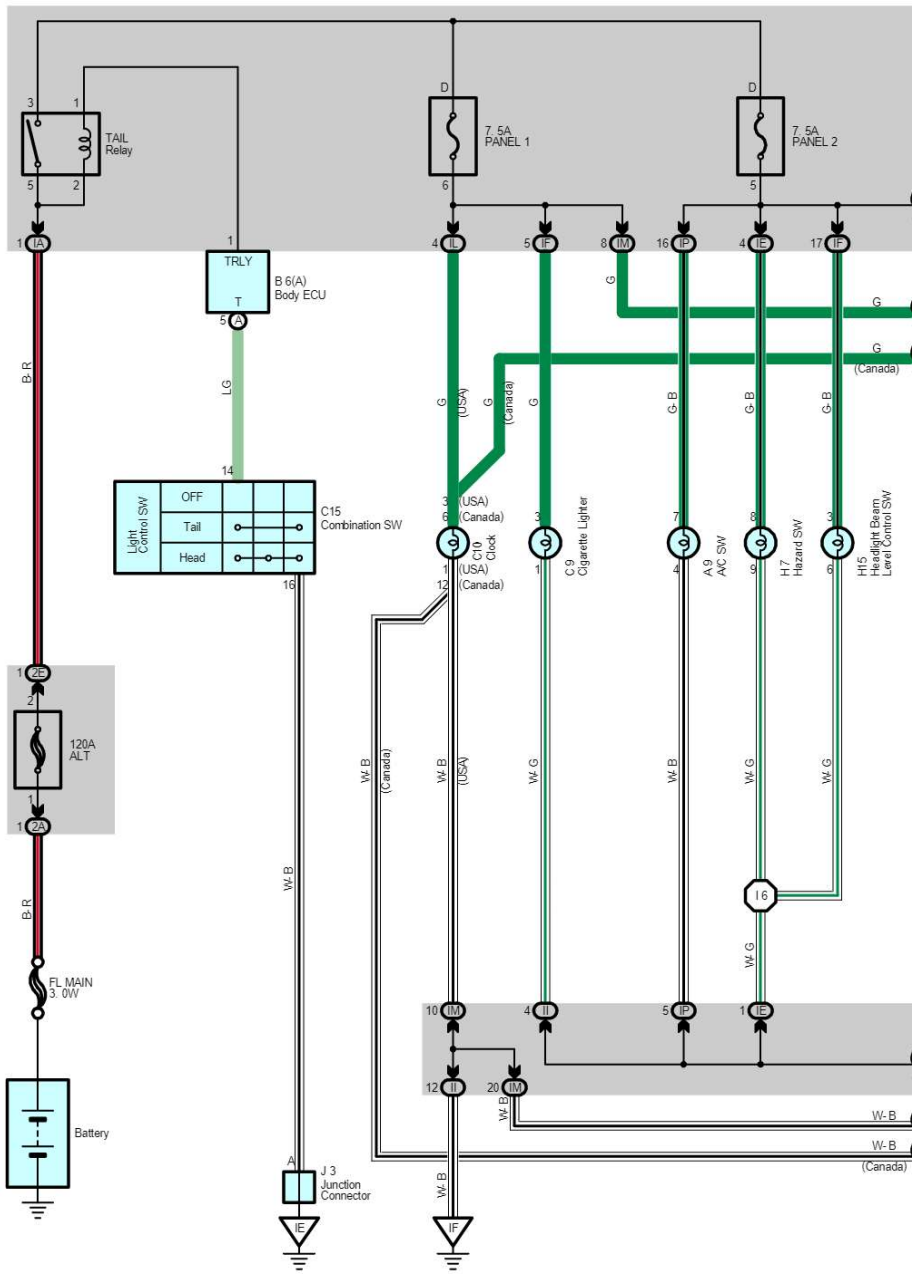 D
D
3
1
TAIL
Relay
5
2
7. 5A
PANEL 1
6
7. 5A
PANEL 2
5
1 IA
1
4 IL
5 IF
8 IM
16 IP
4 IE
17 IF
TRLY
T
B 6(A)
Body ECU
5 A
G
G
G
(Canada)
B-R
LG
G
(USA)
G
(Canada)
G
G-B
G-B
G-B
14
Light
Control SW
OFF
Tail
Head
C15
Combination SW
16
3 (USA)
6 (Canada)
3
7
8
3
C10
Clock
C 9
Cigarette Lighter
A 9
A/C SW
H 7
Hazard SW
H15
Headlight Beam
Level Control SW
1 (USA)
12 (Canada)
1
4
9
6
1 2E
2
120A
ALT
1
1 2A
W-B
(Canada)
W-B
(USA)
W-G
W-B
W-G
W-G
B-R
W-B
I 6
W-G
FL MAIN
3. 0W
10 IM
4 II
5 IP
1 IE
12 II
20 IM
Battery
W-B
W-B
W-B
(Canada)
A
J 3
Junction
Connector
W-B
IE
IF